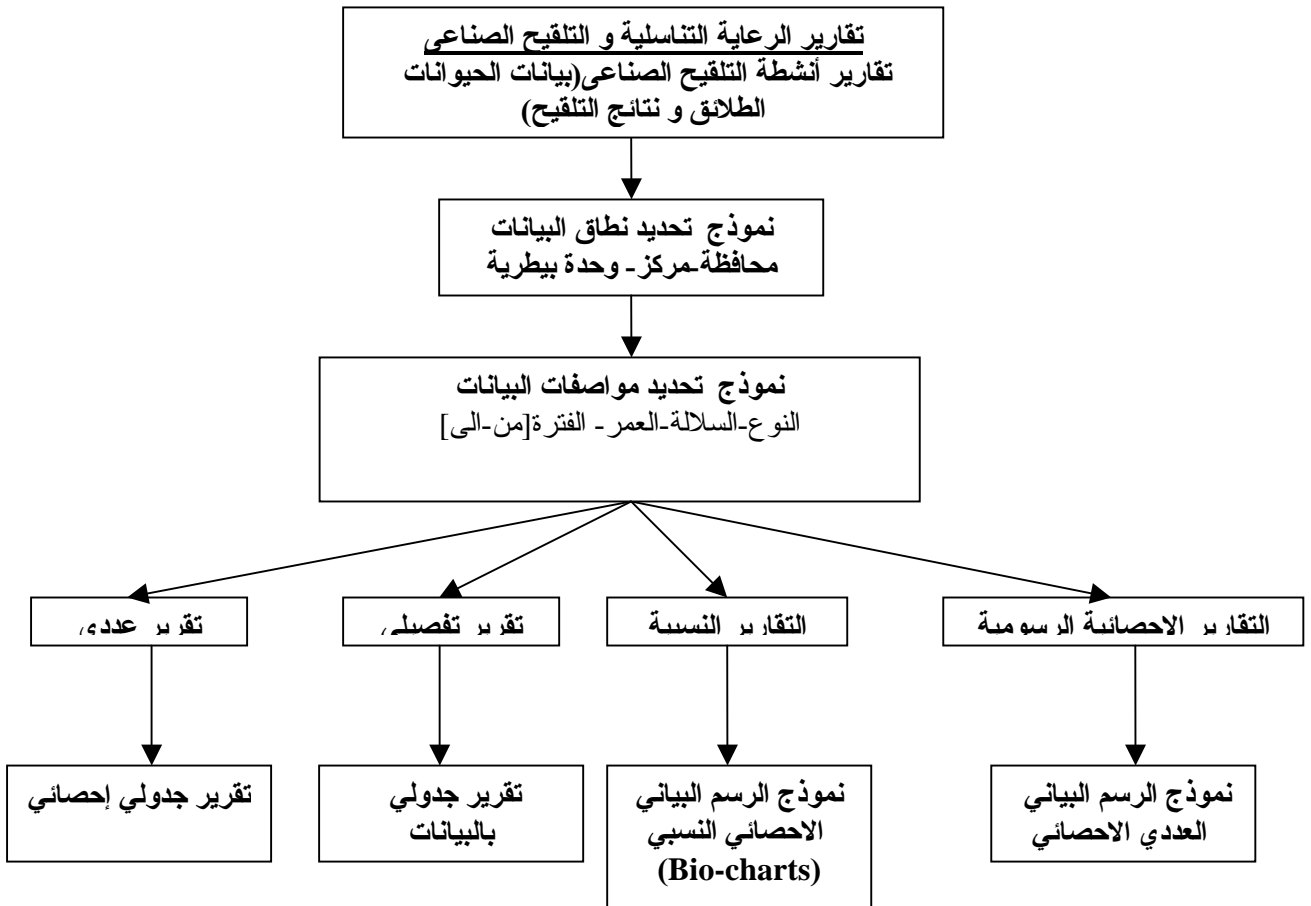 تقارير الرعاية التناسلية و التلقيح الصناعى
تقارير أنشطة التلقيح الصناعى(بيانات الحيوانات
الطلائق و نتائج التلقيح)
نموذج تحديد نطاق البيانات
محافظة-مركز- وحدة بيطرية
نموذج تحديد مواصفات البيانات
النوع-السلالة-العمر- الفترة[من-الى]
التقارير الاحصائية الرسومية
التقارير النسبية
تقرير تفصيلى
تقرير عددى
نموذج الرسم البياني
العددي الاحصائي
نموذج الرسم البياني
الاحصائي النسبي
(Bio-charts)
تقرير جدولي
بالبيانات
تقرير جدولي إحصائي